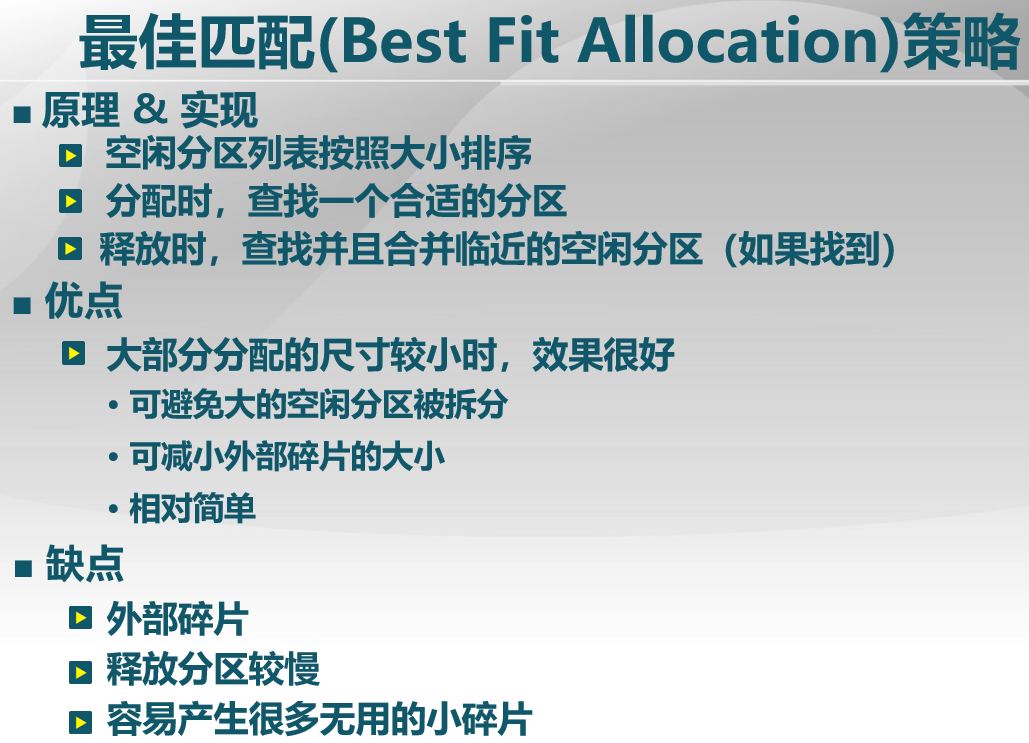 最佳匹配(Best Fit Allocation)策略
原理 & 实现
空闲分区列表按照大小排序
分配时，查找一个合适的分区
释放时，查找并且合并临近的空闲分区（如果找到）
优点
大部分分配的尺寸较小时，效果很好
• 可避免大的空闲分区被拆分
• 可减小外部碎片的大小
• 相对简单
缺点
外部碎片
释放分区较慢
容易产生很多无用的小碎片